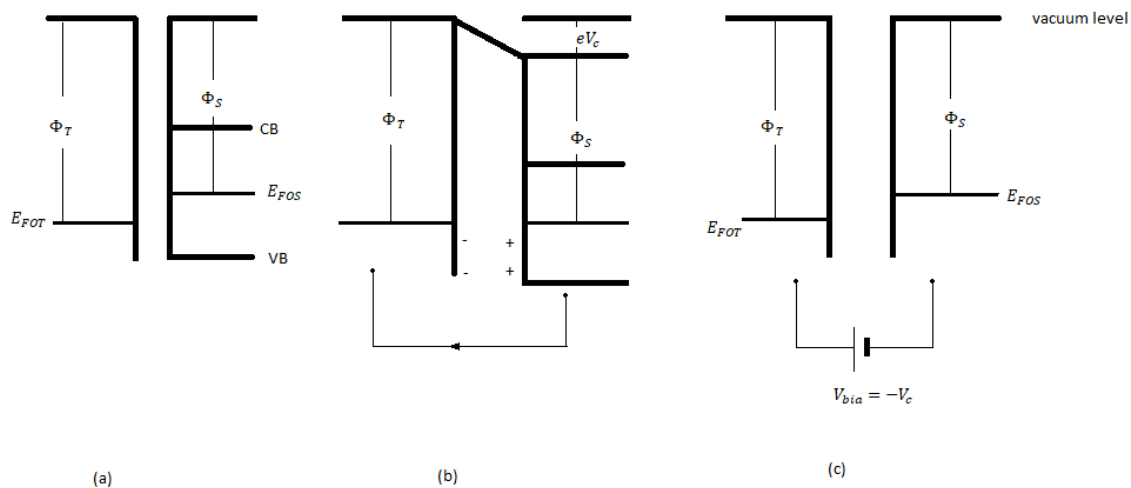 vacuum level
Φ_T
Φ_S
CB
E_FOS
E_FOT
VB
(a)
eV_c
Φ_T
Φ_S
- +
- +
(b)
Φ_T
Φ_S
E_FOT
E_FOS
V_bia = −V_c
(c)